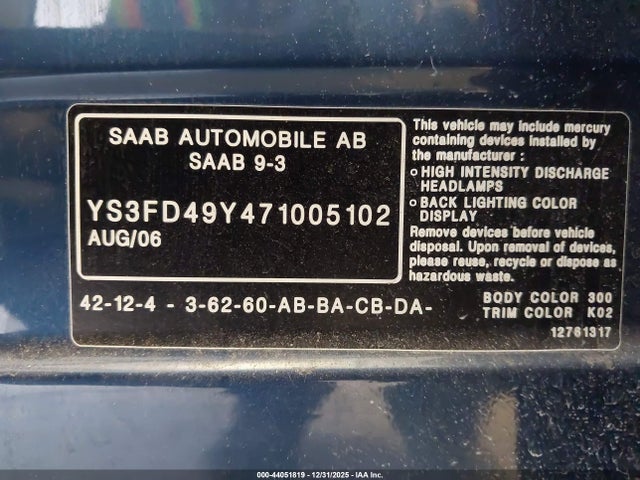 SAAB AUTOMOBILE AB
SAAB 9-3
YS3FD49Y471005102
AUG/06
This vehicle may include mercury
containing devices installed by
the manufacturer :
o HIGH INTENSITY DISCHARGE
HEADLAMPS
o BACK LIGHTING COLOR
DISPLAY
Remove devices before vehicle
disposal. Upon removal of devices,
please reuse, recycle or dispose as
hazardous waste.
42-12-4 - 3-62-60-AB-BA-CB-DA-
BODY COLOR 300
TRIM COLOR K02
12761317
000-44051819 - 12/31/2025 - IAA Inc.